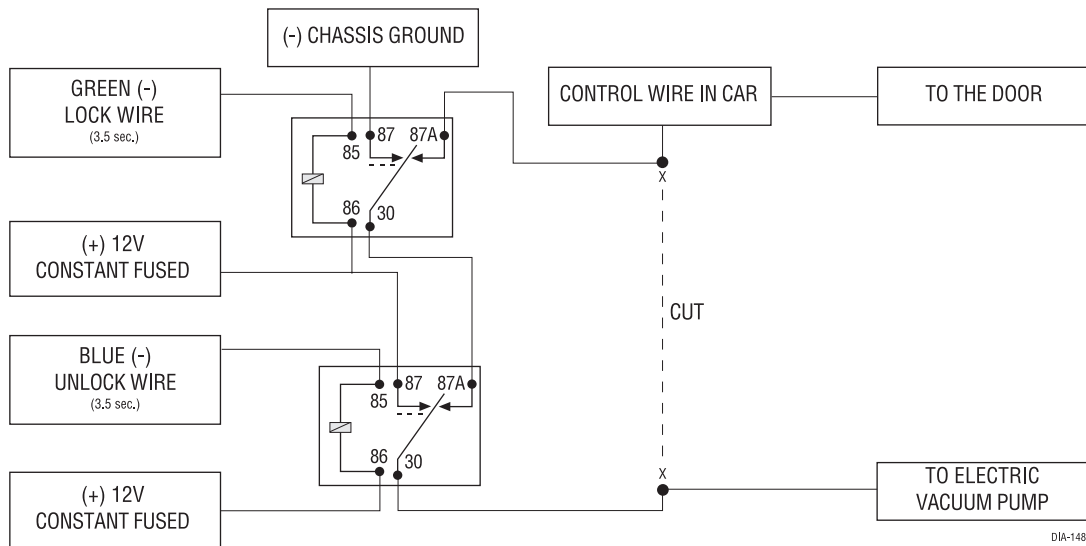 (-) CHASSIS GROUND
GREEN (-)
LOCK WIRE
(3.5 sec.)
CONTROL WIRE IN CAR
TO THE DOOR
87 87A
85
X
86 30
(+) 12V
CONSTANT FUSED
CUT
BLUE (-)
UNLOCK WIRE
(3.5 sec.)
87 87A
85
86 30
X
(+) 12V
CONSTANT FUSED
TO ELECTRIC
VACUUM PUMP
DIA-148